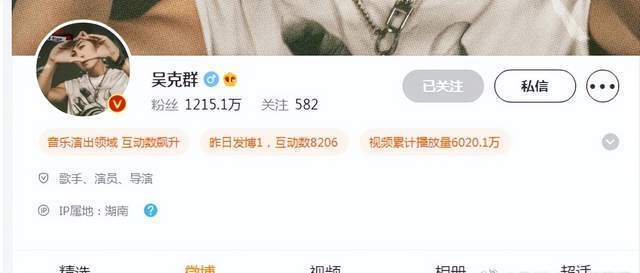 吴克群
已关注
私信
粉丝 1215.1万 关注 582
音乐演出领域 互动数飙升 昨日发博1，互动数8206 视频累计播放量6020.1万
歌手、演员、导演
IP IP属地：湖南 ?
精选 微博 视频 相册 超话